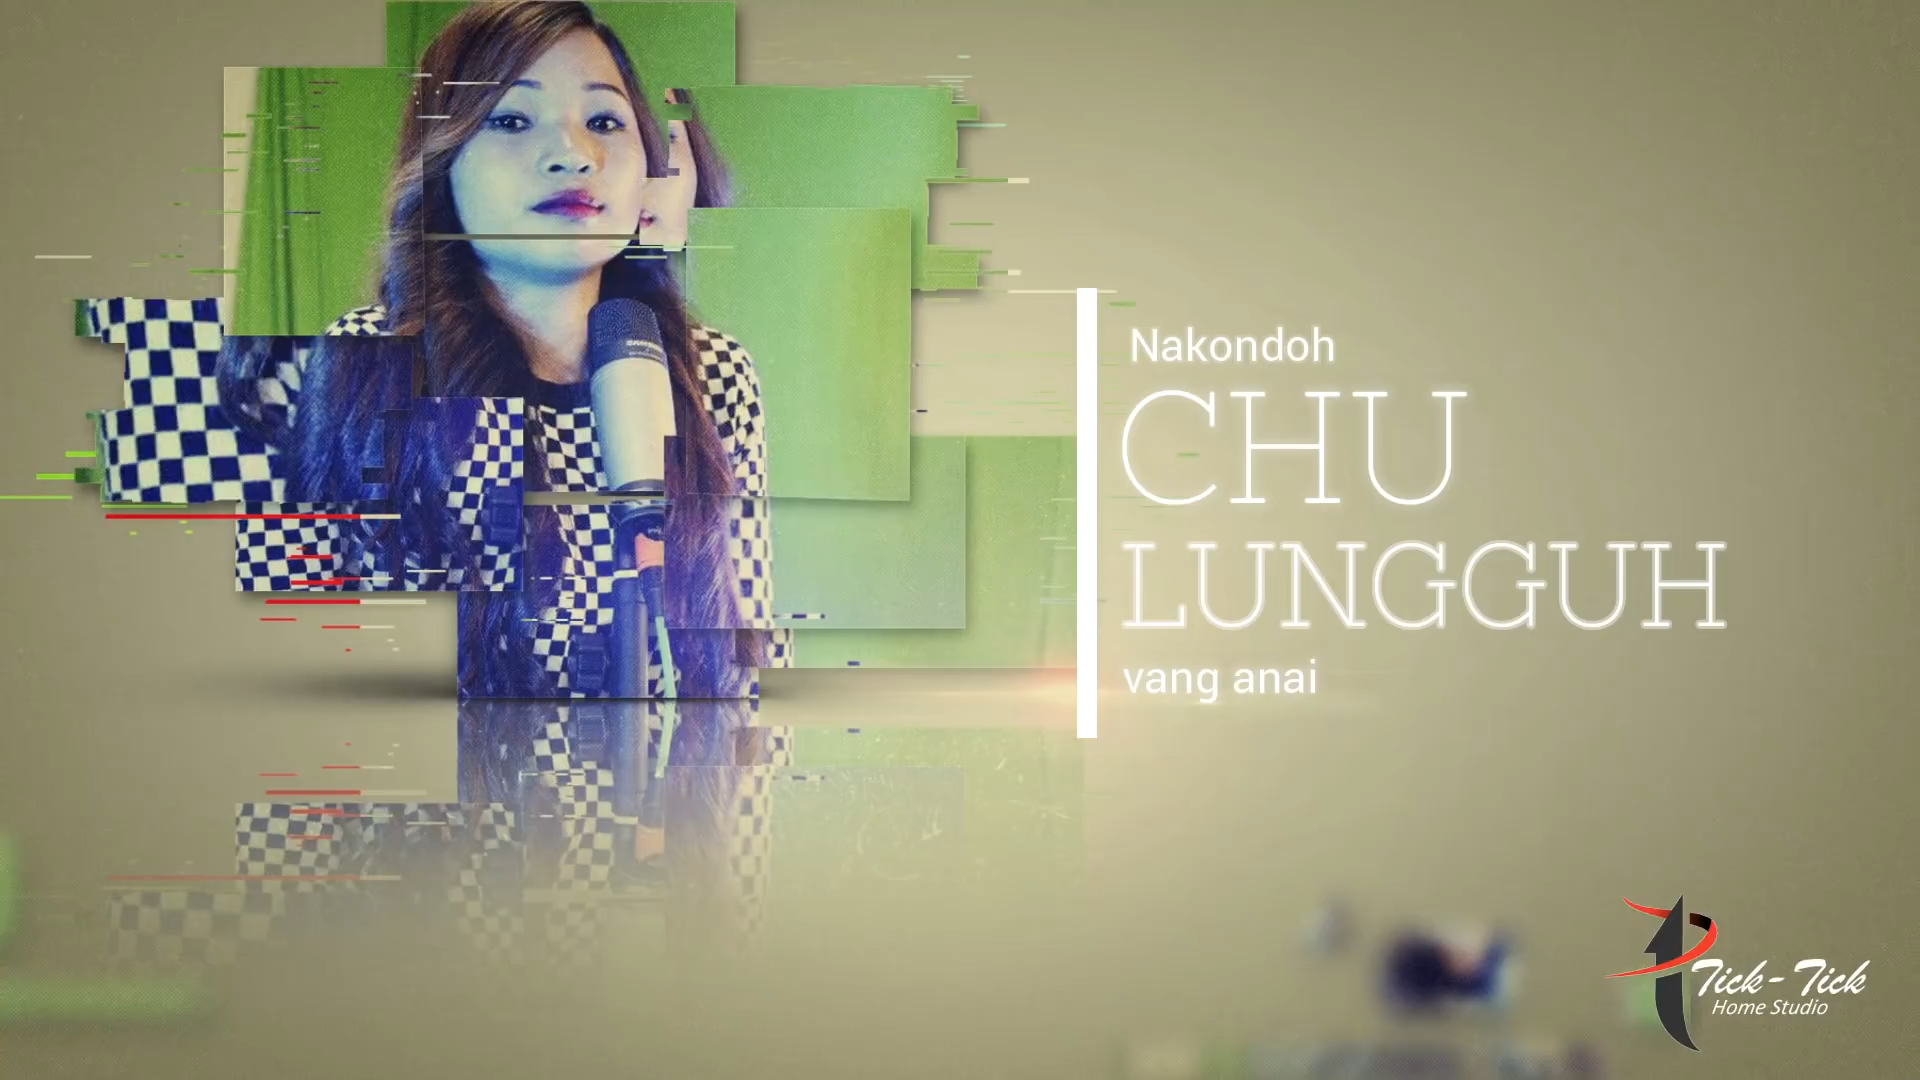 Nakondoh
CHU
LUNGGUH
vang anai
Tick-Tick
Home Studio